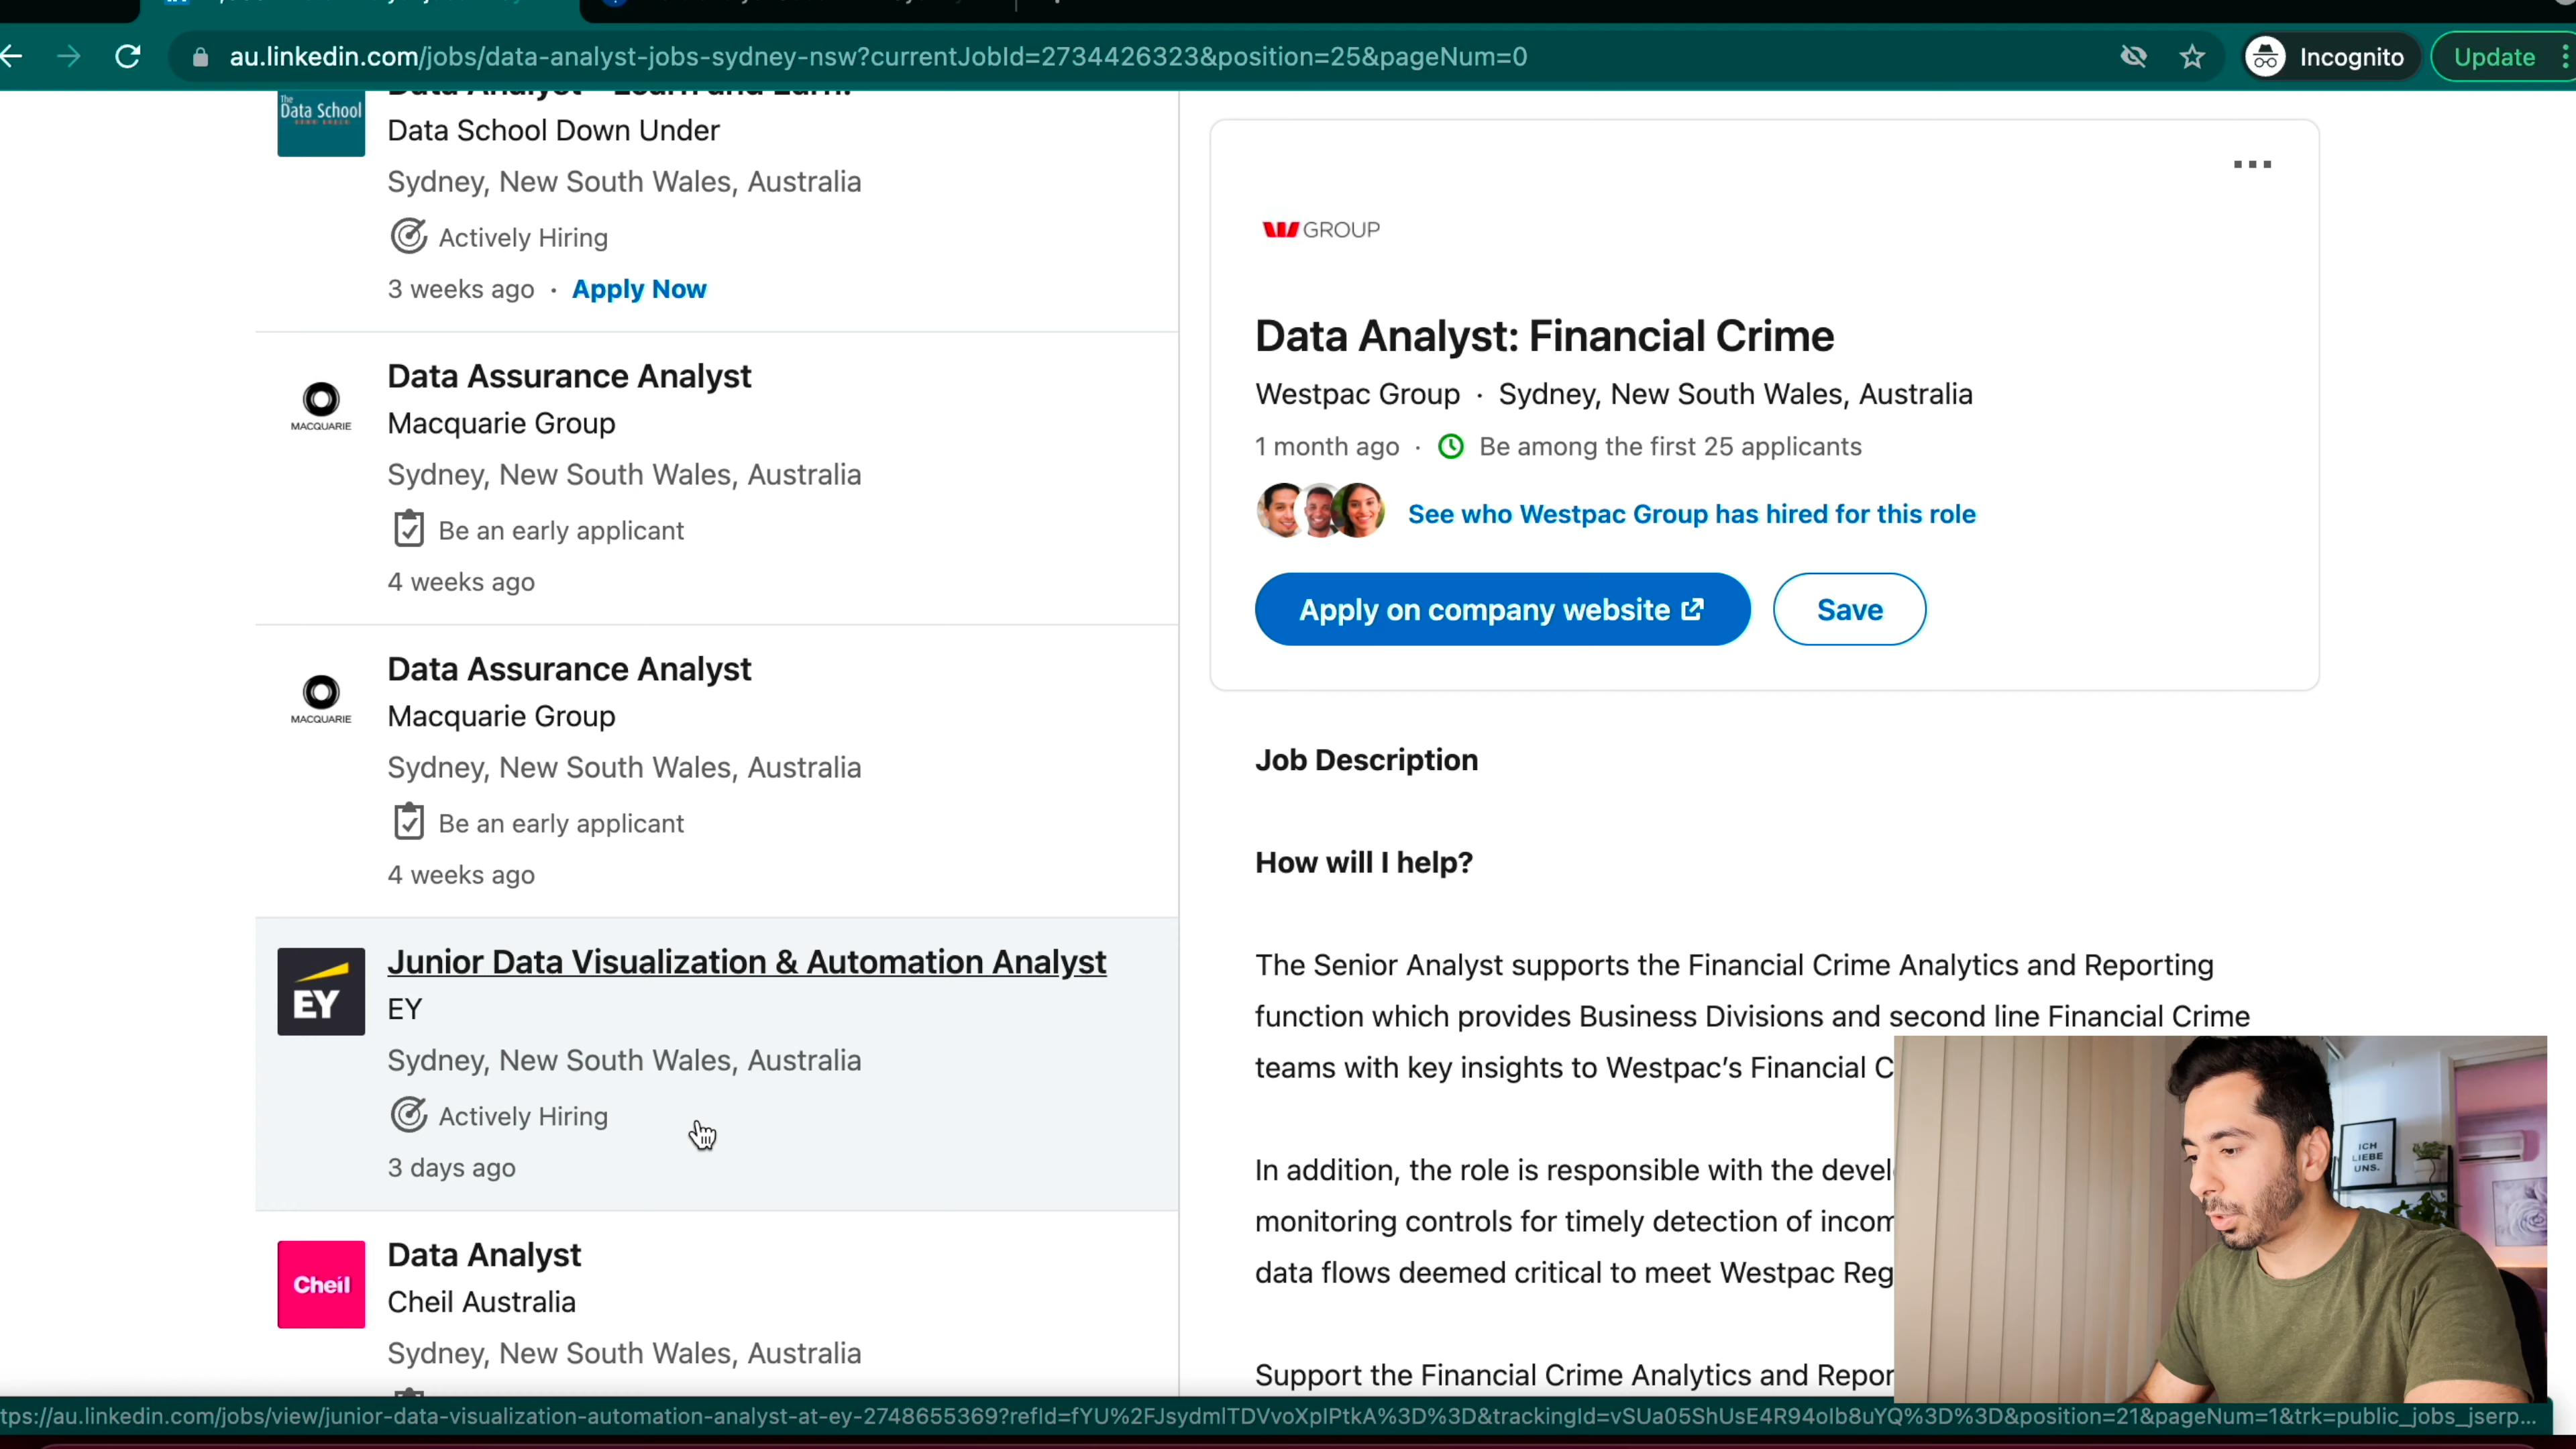 au.linkedin.com/jobs/data-analyst-jobs-sydney-nsw?currentJobId=2734426323&position=25&pageNum=0
Incognito
Update
The
Data School
Data Analyst - Learn and Earn!
Data School Down Under
Sydney, New South Wales, Australia
Actively Hiring
3 weeks ago · Apply Now
MACQUARIE
Data Assurance Analyst
Macquarie Group
Sydney, New South Wales, Australia
Be an early applicant
4 weeks ago
MACQUARIE
Data Assurance Analyst
Macquarie Group
Sydney, New South Wales, Australia
Be an early applicant
4 weeks ago
EY
Junior Data Visualization & Automation Analyst
EY
Sydney, New South Wales, Australia
Actively Hiring
3 days ago
Cheil
Data Analyst
Cheil Australia
Sydney, New South Wales, Australia
GROUP
Data Analyst: Financial Crime
Westpac Group · Sydney, New South Wales, Australia
1 month ago · Be among the first 25 applicants
See who Westpac Group has hired for this role
Apply on company website
Save
Job Description
How will I help?
The Senior Analyst supports the Financial Crime Analytics and Reporting
function which provides Business Divisions and second line Financial Crime
teams with key insights to Westpac's Financial C
In addition, the role is responsible with the devel
monitoring controls for timely detection of incom
data flows deemed critical to meet Westpac Reg
Support the Financial Crime Analytics and Repor
ICH
LIEBE
UNS.
tps://au.linkedin.com/jobs/view/junior-data-visualization-automation-analyst-at-ey-2748655369?refId=fYU%2FJsydmlTDVvoXpIPtkA%3D%3D&trackingId=vSUa05ShUsE4R94oIb8uYQ%3D%3D&position=21&pageNum=1&trk=public_jobs_jserp...